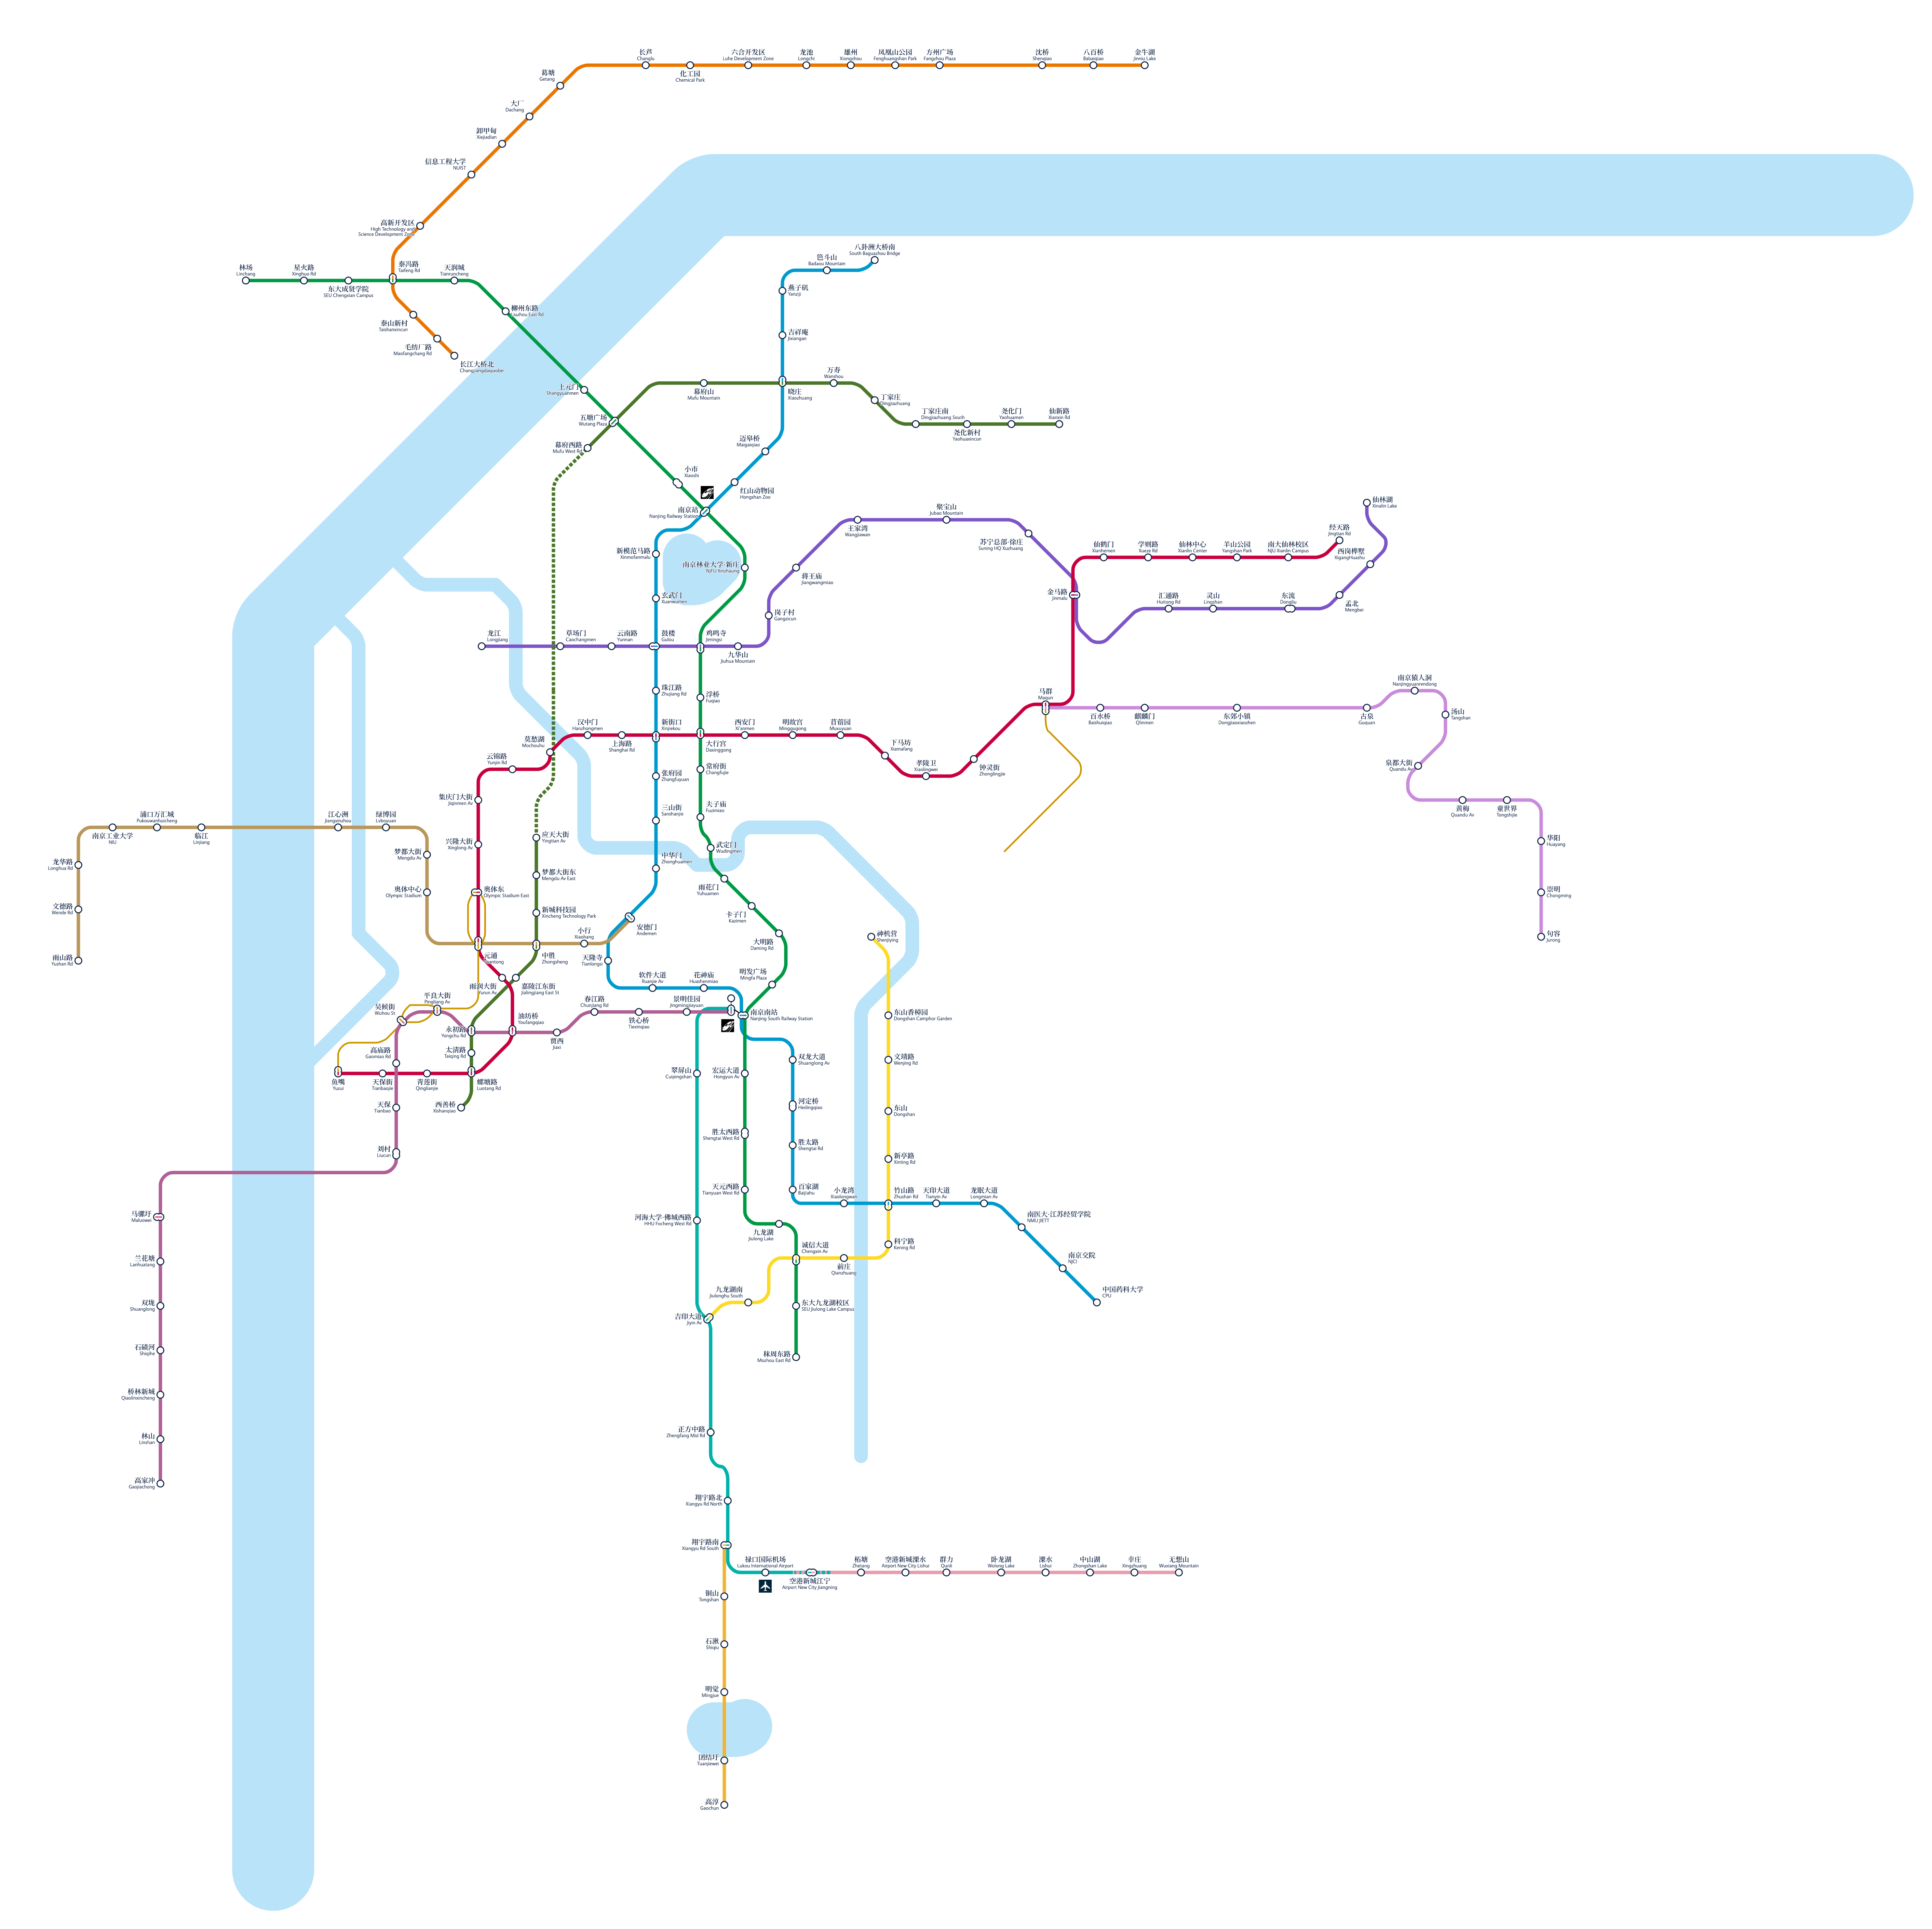 长芦
Changlu
化工园
Chemical Park
六合开发区
Luhe Development Zone
龙池
Longchi
雄州
Xiongzhou
凤凰山公园
Fenghuangshan Park
方州广场
Fangzhou Plaza
沈桥
Shenqiao
八百桥
Babaiqiao
金牛湖
Jinniu Lake
葛塘
Getang
大厂
Dachang
卸甲甸
Xiejiadian
信息工程大学
NUIST
高新开发区
High Technology and
Science Development Zone
泰冯路
Taifeng Rd
泰山新村
Taishanxincun
毛纺厂路
Maofangchang Rd
长江大桥北
Changjiangdaqiaobei
林场
Linchang
星火路
Xinghuo Rd
东大成贤学院
SEU Chengxian Campus
天润城
Tianruncheng
柳州东路
Liuzhou East Rd
上元门
Shangyuanmen
五塘广场
Wutang Plaza
幕府西路
Mufu West Rd
小市
Xiaoshi
南京站
Nanjing Railway Station
八卦洲大桥南
South Baguazhou Bridge
笆斗山
Badaou Mountain
燕子矶
Yanziji
吉祥庵
Jixiangan
幕府山
Mufu Mountain
晓庄
Xiaozhuang
万寿
Wanshou
丁家庄
Dingjiazhuang
丁家庄南
Dingjiazhuang South
尧化新村
Yaohuaxincun
尧化门
Yaohuamen
仙新路
Xianxin Rd
迈皋桥
Maigaoqiao
红山动物园
Hongshan Zoo
新模范马路
Xinmofanmalu
南京林业大学·新庄
NJFU Xinzhuang
玄武门
Xuanwumen
蒋王庙
Jiangwangmiao
岗子村
Gangzicun
王家湾
Wangjiawan
聚宝山
Jubao Mountain
苏宁总部·徐庄
Suning HQ Xuzhuang
金马路
Jinmalu
仙鹤门
Xianhemen
学则路
Xueze Rd
仙林中心
Xianlin Center
羊山公园
Yangshan Park
南大仙林校区
NJU Xianlin Campus
经天路
Jingtian Rd
仙林湖
Xinalin Lake
西岗桦墅
XigangHuashu
孟北
Mengbei
东流
Dongliu
灵山
Lingshan
汇通路
Huitong Rd
龙江
Longjiang
草场门
Caochangmen
云南路
Yunnan
鼓楼
Gulou
鸡鸣寺
Jimingsi
九华山
Jiuhua Mountain
珠江路
Zhujiang Rd
浮桥
Fuqiao
马群
Maqun
百水桥
Baishuiqiao
麒麟门
Qilinmen
东郊小镇
Dongjiaoxiaozhen
古泉
Guquan
南京猿人洞
Nanjingyuanrendong
汤山
Tangshan
泉都大街
Quandu Av
黄梅
Quandu Av
童世界
Tongshijie
华阳
Huayang
崇明
Chongming
句容
Jurong
莫愁湖
Mochouhu
汉中门
Hanzhongmen
上海路
Shanghai Rd
新街口
Xinjiekou
大行宫
Daxinggong
西安门
Xi'anmen
明故宫
Minggugong
苜蓿园
Muxuyuan
下马坊
Xiamafang
孝陵卫
Xiaolingwei
钟灵街
Zhonglingjie
云锦路
Yunjin Rd
集庆门大街
Jiqinmen Av
兴隆大街
Xinglong Av
奥体东
Olympic Stadium East
张府园
Zhangfuyuan
三山街
Sanshanjie
中华门
Zhonghuamen
安德门
Andemen
常府街
Changfujie
夫子庙
Fuzimiao
武定门
Wudingmen
雨花门
Yuhuamen
卡子门
Kazimen
大明路
Daming Rd
明发广场
Mingfa Plaza
南京工业大学
NIU
浦口万汇城
Pukouwanhuicheng
临江
Linjiang
江心洲
Jiangxinzhou
绿博园
Lvboyuan
龙华路
Longhua Rd
文德路
Wende Rd
雨山路
Yushan Rd
梦都大街
Mengdu Av
奥体中心
Olympic Stadium
应天大街
Yingtian Av
梦都大街东
Mengdu Av East
新城科技园
Xincheng Technology Park
元通
Yuantong
中胜
Zhongsheng
小行
Xiaohang
天隆寺
Tianlongsi
软件大道
Ruanjie Av
花神庙
Huashenmiao
雨润大街
Yurun Av
嘉陵江东街
Jialingjiang East St
吴候街
Wuhou St
平良大街
Pingliang Av
永初路
Yongchu Rd
油坊桥
Youfangqiao
贾西
Jiaxi
春江路
Chunjiang Rd
铁心桥
Tiexinqiao
景明佳园
Jingmingjiayuan
南京南站
Nanjing South Railway Station
高庙路
Gaomiao Rd
太清路
Taiqing Rd
鱼嘴
Yuzui
天保街
Tianbaojie
青莲街
Qinglianjie
螺塘路
Luotang Rd
天保
Tianbao
西善桥
Xishanqiao
刘村
Liucun
马骡圩
Maluowei
兰花塘
Lanhuatang
双垅
Shuanglong
石碛河
Shiqihe
桥林新城
Qiaolinxincheng
林山
Linshan
高家冲
Gaojiachong
神机营
Shenjiying
东山香樟园
Dongshan Camphor Garden
文靖路
Wenjing Rd
东山
Dongshan
新亭路
Xinting Rd
竹山路
Zhushan Rd
科宁路
Kening Rd
双龙大道
Shuanglong Av
河定桥
Hedingqiao
胜太路
Shengtai Rd
百家湖
Baijiahu
小龙湾
Xiaolongwan
天印大道
Tianyin Av
龙眠大道
Longmian Av
南医大·江苏经贸学院
NMU JIETT
南京交院
NJCI
中国药科大学
CPU
翠屏山
Cuipingshan
宏运大道
Hongyun Av
胜太西路
Shengtai West Rd
天元西路
Tianyuan West Rd
河海大学·佛城西路
HHU Focheng West Rd
九龙湖
Jiulong Lake
诚信大道
Chengxin Av
前庄
Qianzhuang
九龙湖南
Jiulonghu South
吉印大道
Jiyin Av
东大九龙湖校区
SEU Jiulong Lake Campus
秣周东路
Mozhou East Rd
正方中路
Zhengfang Mid Rd
翔宇路北
Xiangyu Rd North
翔宇路南
Xiangyu Rd South
禄口国际机场
Lukou International Airport
空港新城江宁
Airport New City Jiangning
柘塘
Zhetang
空港新城溧水
Airport New City Lishui
群力
Qunli
卧龙湖
Wolong Lake
溧水
Lishui
中山湖
Zhongshan Lake
幸庄
Xingzhuang
无想山
Wuxiang Mountain
铜山
Tongshan
石湫
Shiqiu
明觉
Mingjue
团结圩
Tuanjiewei
高淳
Gaochun